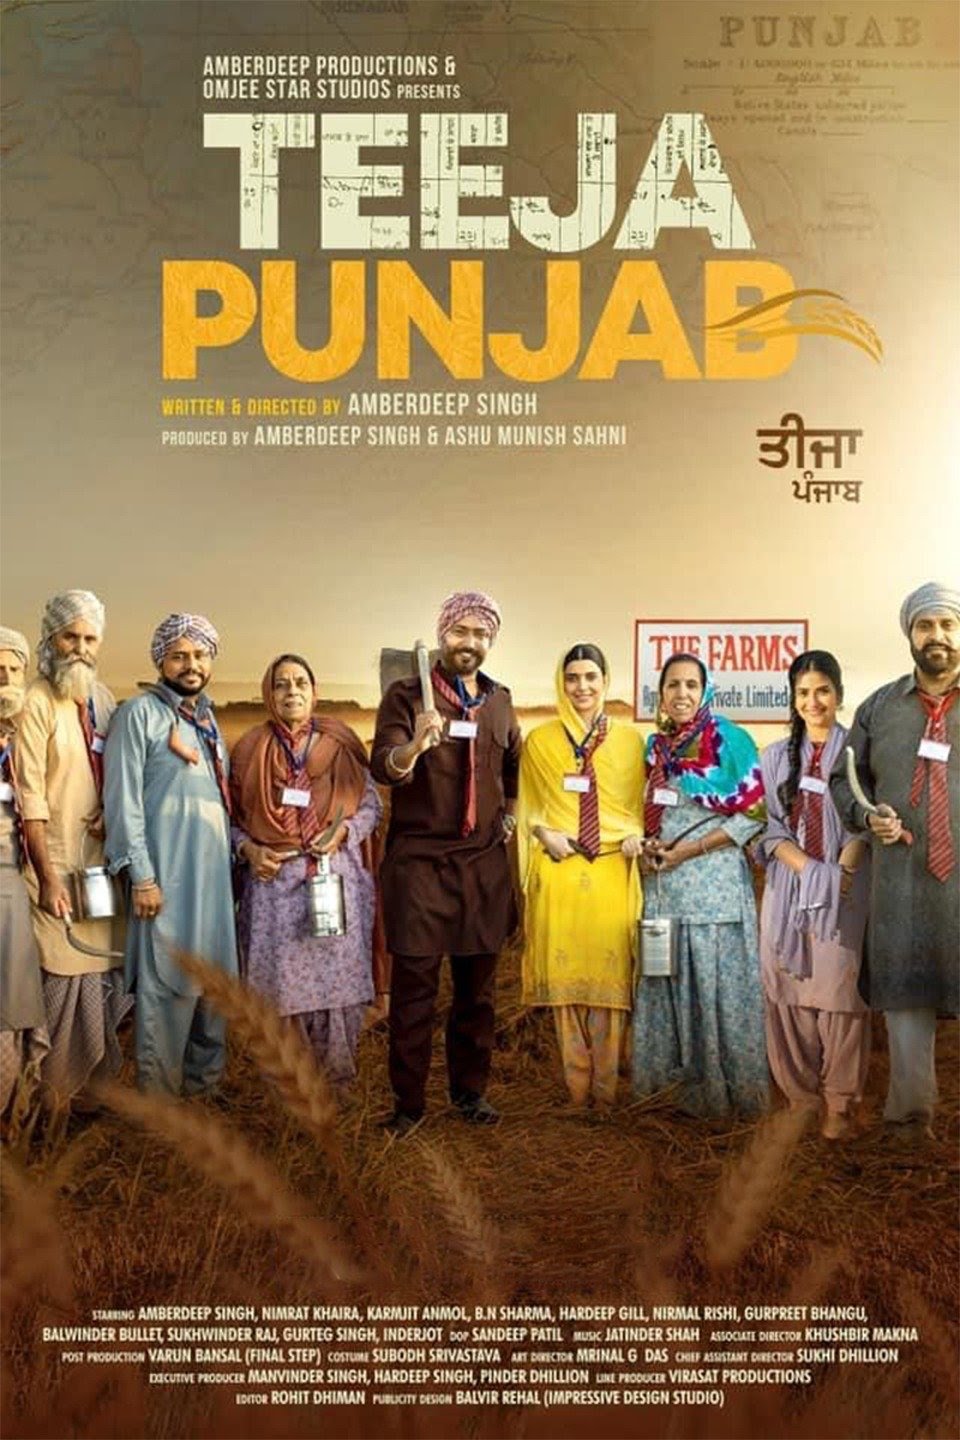 PUNJAB
English Miles
AMBERDEEP PRODUCTIONS &
OMJEE STAR STUDIOS PRESENTS
TEEJA
PUNJAB
WRITTEN & DIRECTED BY AMBERDEEP SINGH
PRODUCED BY AMBERDEEP SINGH & ASHU MUNISH SAHNI
ਤੀਜਾ
ਪੰਜਾਬ
THE FARMS
Private Limited
STARRING AMBERDEEP SINGH, NIMRAT KHAIRA, KARMJIT ANMOL, B.N SHARMA, HARDEEP GILL, NIRMAL RISHI, GURPREET BHANGU,
BALWINDER BULLET, SUKHWINDER RAJ, GURTEG SINGH, INDERJOT DOP SANDEEP PATIL MUSIC JATINDER SHAH ASSOCIATE DIRECTOR KHUSHBIR MAKNA
POST PRODUCTION VARUN BANSAL (FINAL STEP) COSTUME SUBODH SRIVASTAVA ART DIRECTOR MRINAL G DAS CHIEF ASSISTANT DIRECTOR SUKHI DHILLION
EXECUTIVE PRODUCER MANVINDER SINGH, HARDEEP SINGH, PINDER DHILLION LINE PRODUCER VIRASAT PRODUCTIONS
EDITOR ROHIT DHIMAN PUBLICITY DESIGN BALVIR REHAL (IMPRESSIVE DESIGN STUDIO)